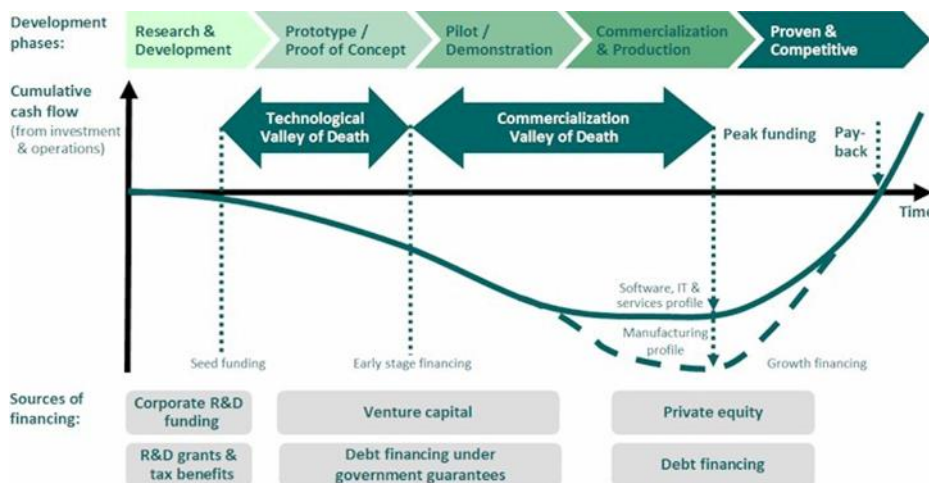 Development
phases:
Research &
Development
Prototype /
Proof of Concept
Pilot /
Demonstration
Commercialization
& Production
Proven &
Competitive
Cumulative
cash flow
(from investment
& operations)
Technological
Valley of Death
Commercialization
Valley of Death
Peak funding
Pay-
back
Time
Software, IT &
services profile
Manufacturing
profile
Seed funding
Early stage financing
Growth financing
Sources of
financing:
Corporate R&D
funding
Venture capital
Private equity
R&D grants &
tax benefits
Debt financing under
government guarantees
Debt financing